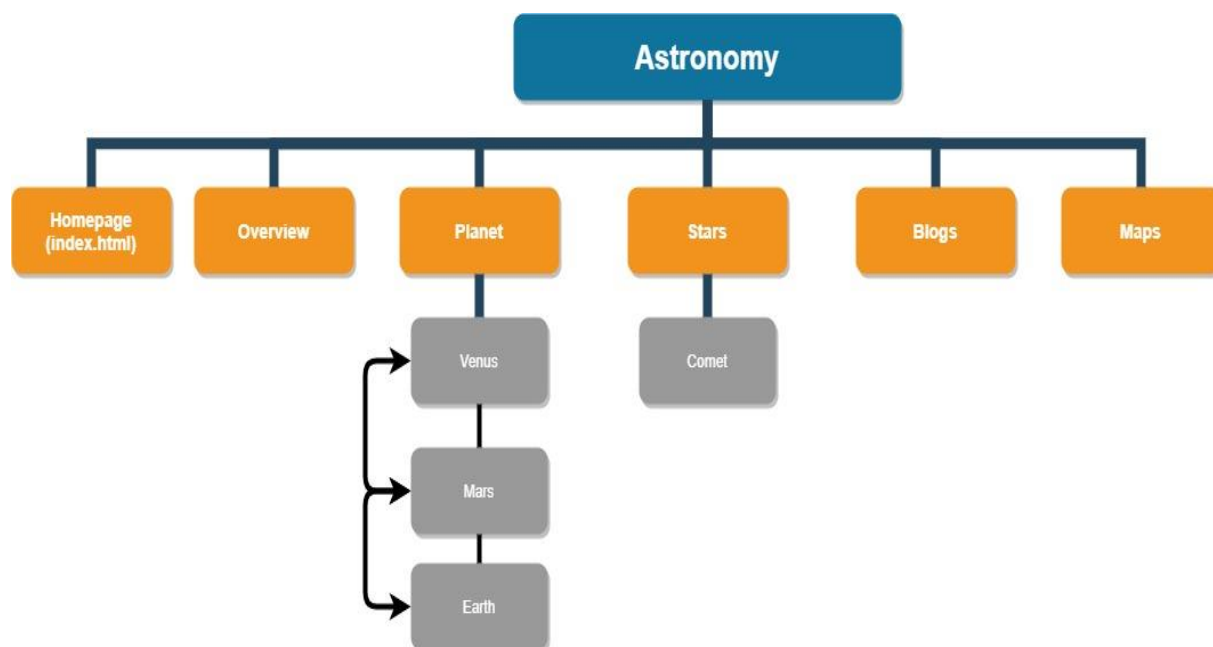 Astronomy
Homepage
(index.html)
Overview
Planet
Stars
Blogs
Maps
Venus
Comet
Mars
Earth